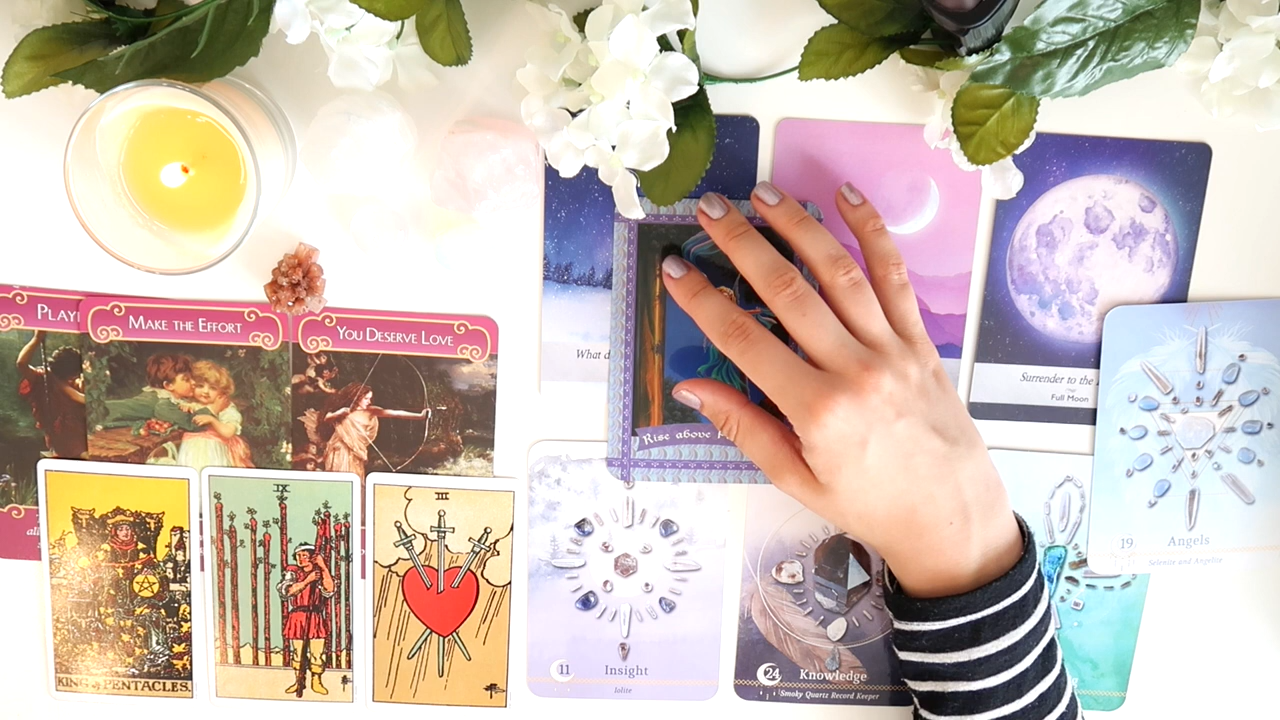 MAKE THE EFFORT
YOU DESERVE LOVE
What
Surrender to the
Full Moon
Rise above
KING of PENTACLES.
IX
III
11
Insight
Iolite
24
Knowledge
Smoky Quartz Record Keeper
19
Angels
Selenite and Angelite